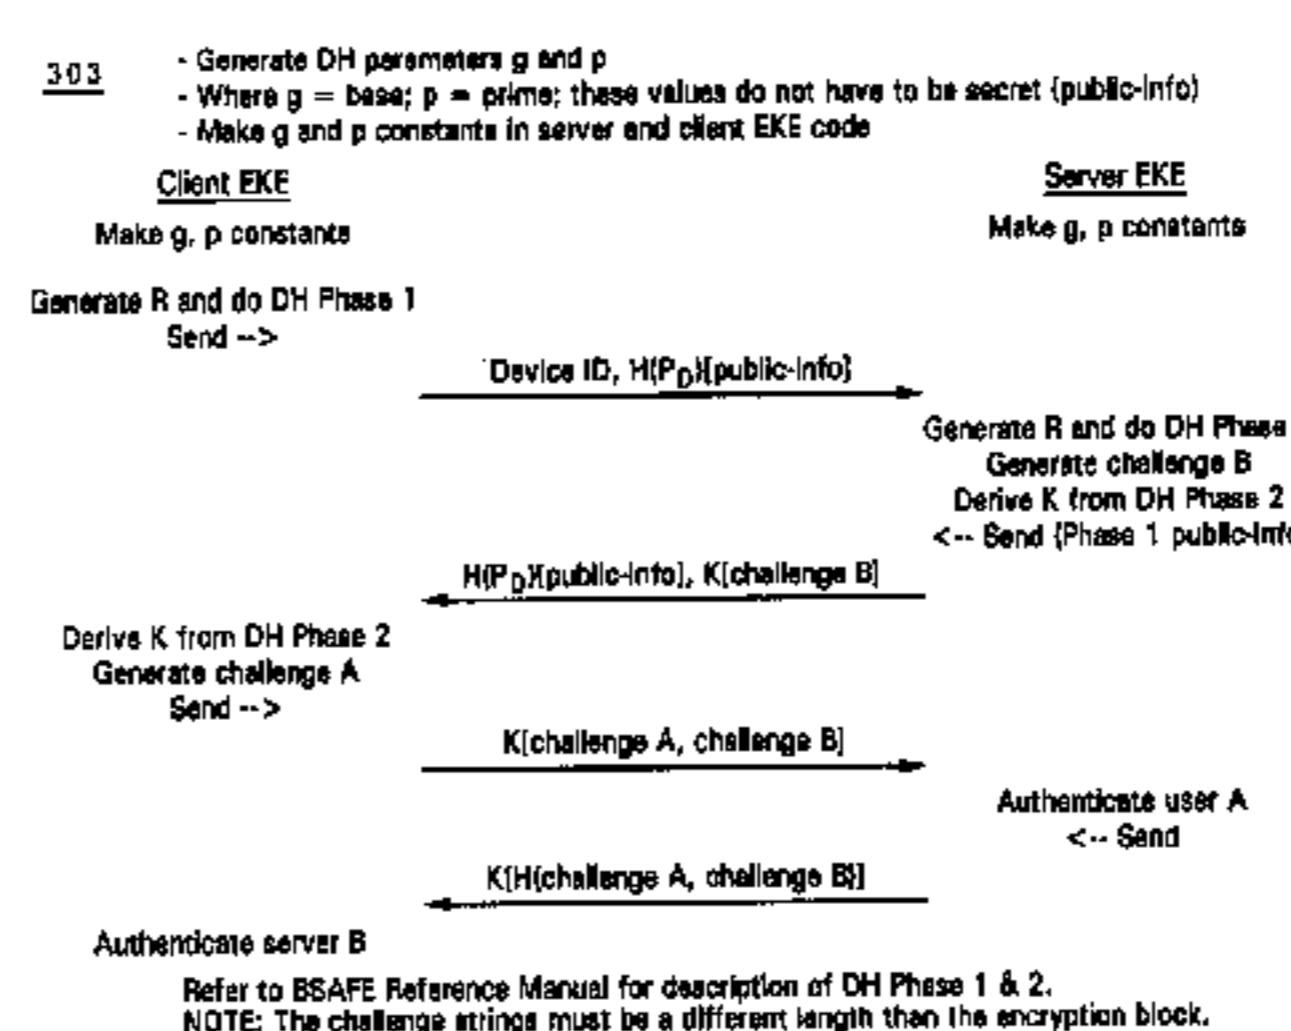 303
- Generate DH parameters g and p
- Where g = base; p = prime; these values do not have to be secret (public-info)
- Make g and p constants in server and client EKE code
Client EKE
Server EKE
Make g, p constants
Make g, p constants
Generate R and do DH Phase 1
Send -->
Device ID, H(P_D)[public-info]
Generate R and do DH Phase
Generate challenge B
Derive K from DH Phase 2
<-- Send (Phase 1 public-info
H(P_D)[public-info], K[challenge B]
Derive K from DH Phase 2
Generate challenge A
Send -->
K[challenge A, challenge B]
Authenticate user A
<-- Send
K[H(challenge A, challenge B)]
Authenticate server B
Refer to BSAFE Reference Manual for description of DH Phase 1 & 2.
NOTE: The challenge strings must be a different length than the encryption block.